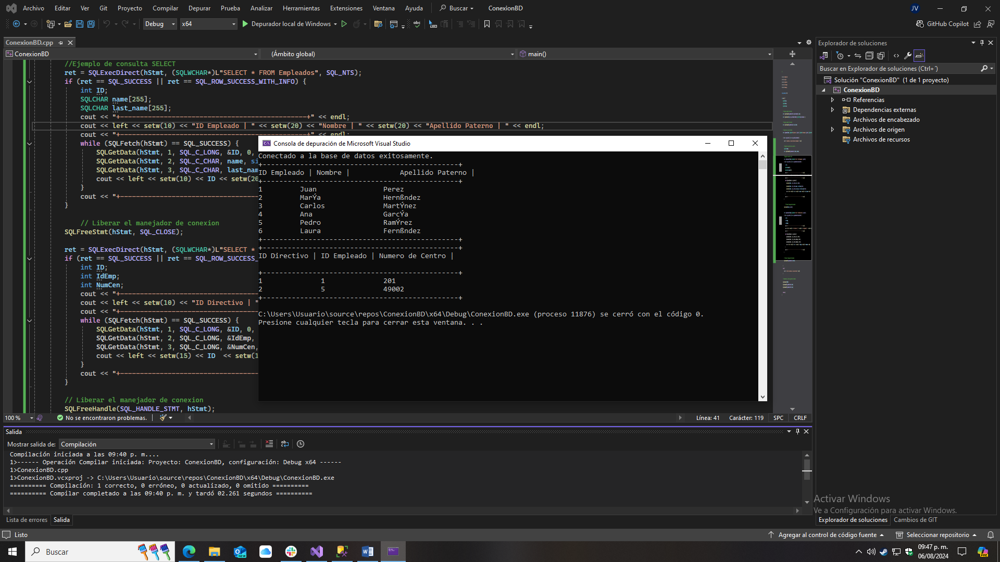 Archivo Editar Ver Git Proyecto Compilar Depurar Prueba Analizar Herramientas Extensiones Ventana Ayuda Buscar ConexionBD JV
Debug x64 Depurador local de Windows GitHub Copilot
ConexionBD.cpp
ConexionBD (Ámbito global) main()
//Ejemplo de consulta SELECT
ret = SQLExecDirect(hStmt, (SQLWCHAR*)L"SELECT * FROM Empleados", SQL_NTS);
if (ret == SQL_SUCCESS || ret == SQL_ROW_SUCCESS_WITH_INFO) {
int ID;
SQLCHAR name[255];
SQLCHAR last_name[255];
cout << "+-----------------------------------------------+" << endl;
cout << left << setw(10) << "ID Empleado | " << setw(20) << "Nombre | " << setw(20) << "Apellido Paterno | " << endl;
cout << "+-----------------------------------------------+" << endl;
while (SQLFetch(hStmt) == SQL_SUCCESS) {
SQLGetData(hStmt, 1, SQL_C_LONG, &ID, 0,
SQLGetData(hStmt, 2, SQL_C_CHAR, name, si
SQLGetData(hStmt, 3, SQL_C_CHAR, last_nam
cout << left << setw(10) << ID << setw(20
}
cout << "+-----------------------------------
}
// Liberar el manejador de conexion
SQLFreeStmt(hStmt, SQL_CLOSE);
ret = SQLExecDirect(hStmt, (SQLWCHAR*)L"SELECT *
if (ret == SQL_SUCCESS || ret == SQL_ROW_SUCCESS_
int ID;
int IdEmp;
int NumCen;
cout << "+-----------------------------------
cout << left << setw(10) << "ID Directivo | "
cout << "+-----------------------------------
while (SQLFetch(hStmt) == SQL_SUCCESS) {
SQLGetData(hStmt, 1, SQL_C_LONG, &ID, 0,
SQLGetData(hStmt, 2, SQL_C_LONG, &IdEmp,
SQLGetData(hStmt, 3, SQL_C_LONG, &NumCen,
cout << left << setw(15) << ID << setw(1
}
cout << "+-----------------------------------
}
// Liberar el manejador de conexion
SQLFreeHandle(SQL_HANDLE_STMT, hStmt);
Consola de depuración de Microsoft Visual Studio
Conectado a la base de datos exitosamente.
+-----------------------------------------------+
ID Empleado | Nombre | Apellido Paterno |
+-----------------------------------------------+
1 Juan Perez
2 MarÝa Hernßndez
3 Carlos MartÝnez
4 Ana GarcÝa
5 Pedro RamÝrez
6 Laura Fernßndez
+-----------------------------------------------+
+-----------------------------------------------+
ID Directivo | ID Empleado | Numero de Centro |
+-----------------------------------------------+
1 1 201
2 5 49002
+-----------------------------------------------+
C:\Users\Usuario\source\repos\ConexionBD\x64\Debug\ConexionBD.exe (proceso 11876) se cerró con el código 0.
Presione cualquier tecla para cerrar esta ventana. . .
100 % No se encontraron problemas. Línea: 41 Carácter: 119 SPC CRLF
Salida
Mostrar salida de: Compilación
Compilación iniciada a las 09:40 p. m....
1>------ Operación Compilar iniciada: Proyecto: ConexionBD, configuración: Debug x64 ------
1>ConexionBD.cpp
1>ConexionBD.vcxproj -> C:\Users\Usuario\source\repos\ConexionBD\x64\Debug\ConexionBD.exe
========== Compilación: 1 correcto, 0 erróneo, 0 actualizado, 0 omitido ==========
========== Compilar completado a las 09:40 p. m. y tardó 02.261 segundos ==========
Lista de errores Salida
Explorador de soluciones
Buscar en Explorador de soluciones (Ctrl+´)
Solución "ConexionBD" (1 de 1 proyecto)
ConexionBD
Referencias
Dependencias externas
Archivos de encabezado
Archivos de origen
Archivos de recursos
Activar Windows
Ve a Configuración para activar Windows.
Explorador de soluciones Cambios de GIT
Listo Agregar al control de código fuente Seleccionar repositorio
Buscar
09:47 p. m.
06/08/2024